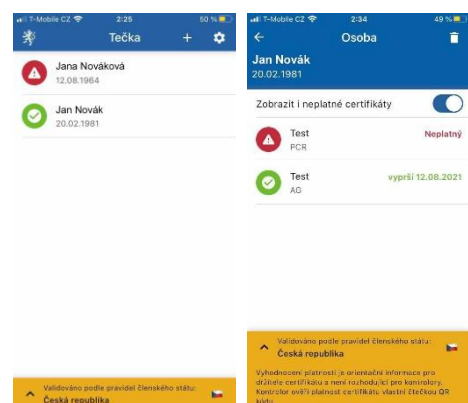 T-Mobile CZ 2:25 50 %
Tečka
Jana Nováková
12.08.1964
Jan Novák
20.02.1981
Validováno podle pravidel členského státu:
Česká republika
T-Mobile CZ 2:34 49 %
Osoba
Jan Novák
20.02.1981
Zobrazit i neplatné certifikáty
Test Neplatný
PCR
Test vyprší 12.08.2021
AG
Validováno podle pravidel členského státu:
Česká republika
Vyhodnocení platnosti je orientační informace pro
držitele certifikátu a není rozhodující pro kontrolory.
Kontrolor ověří platnost certifikátu vlastní čtečkou QR
kódu.